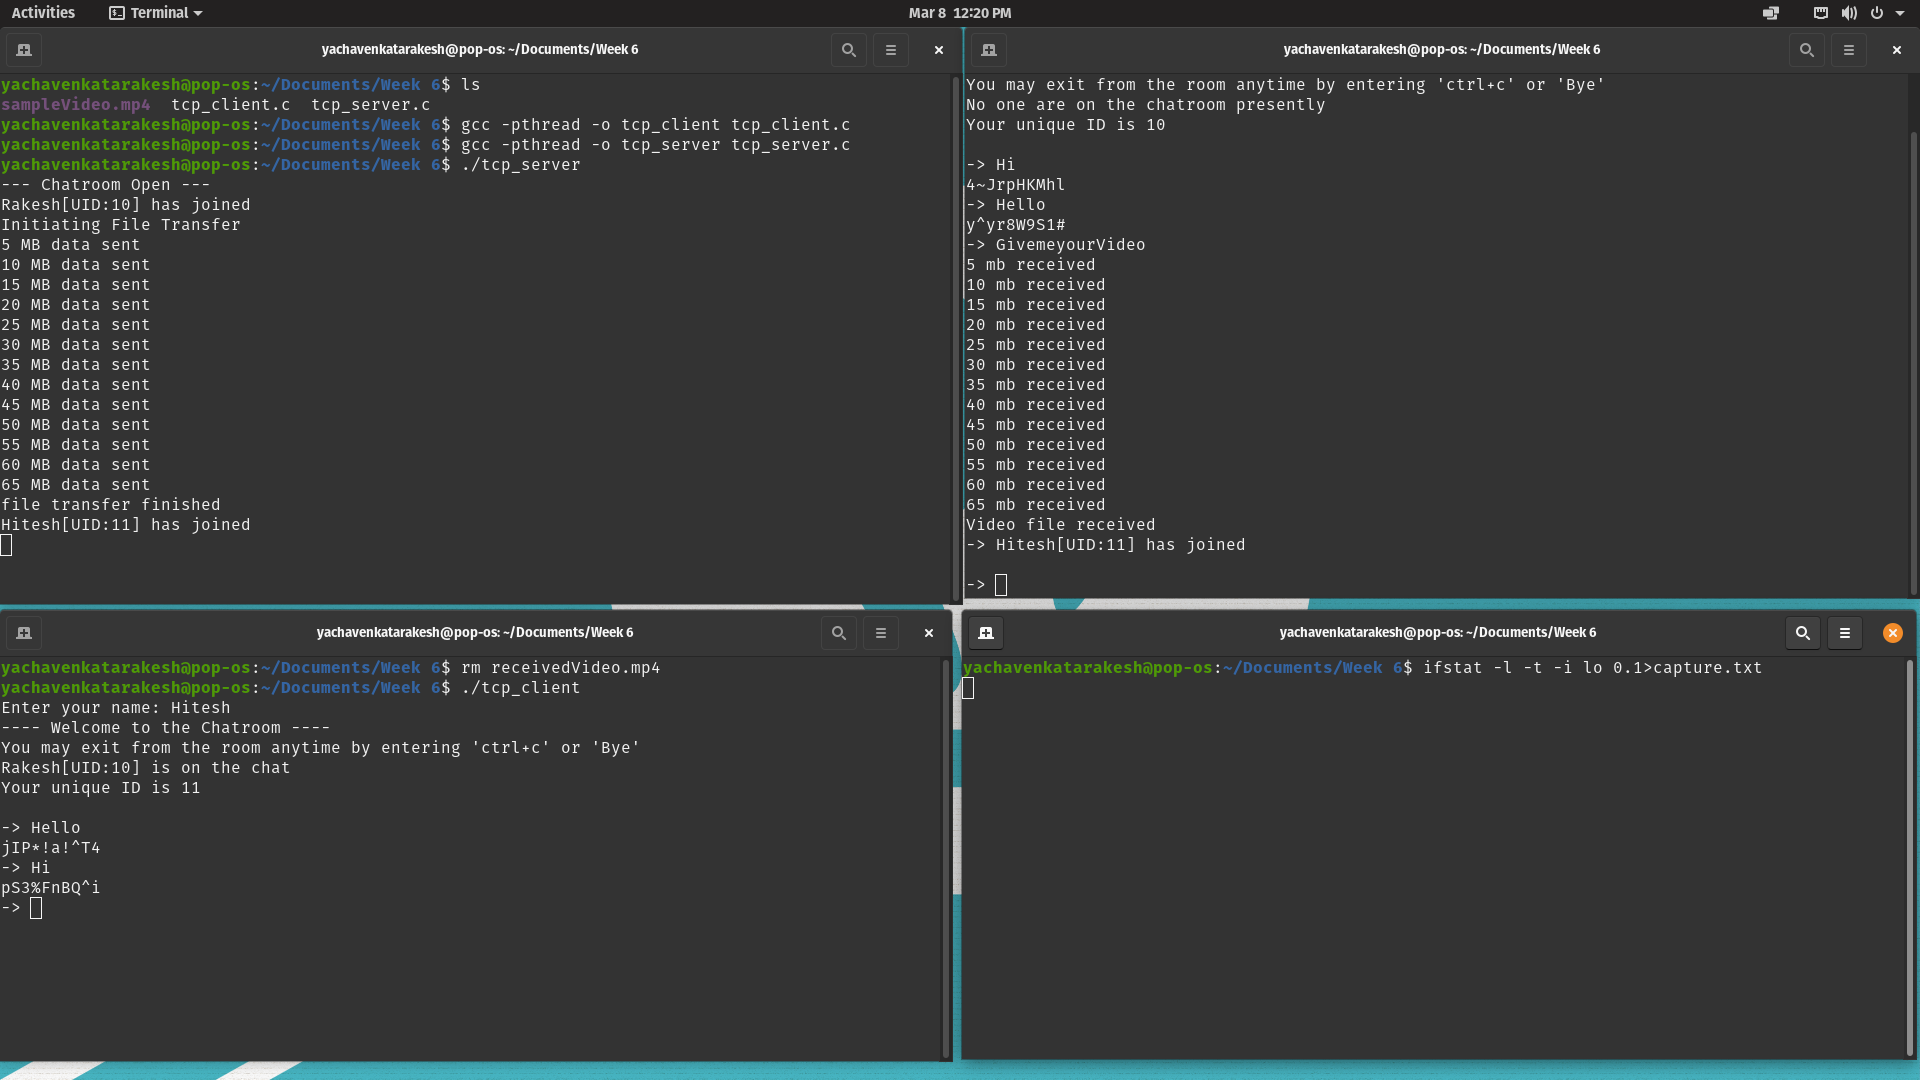 Activities
Terminal
Mar 8 12:20 PM
yachavenkatarakesh@pop-os: ~/Documents/Week 6
yachavenkatarakesh@pop-os:~/Documents/Week 6$ ls
sampleVideo.mp4 tcp_client.c tcp_server.c
yachavenkatarakesh@pop-os:~/Documents/Week 6$ gcc -pthread -o tcp_client tcp_client.c
yachavenkatarakesh@pop-os:~/Documents/Week 6$ gcc -pthread -o tcp_server tcp_server.c
yachavenkatarakesh@pop-os:~/Documents/Week 6$ ./tcp_server
--- Chatroom Open ---
Rakesh[UID:10] has joined
Initiating File Transfer
5 MB data sent
10 MB data sent
15 MB data sent
20 MB data sent
25 MB data sent
30 MB data sent
35 MB data sent
40 MB data sent
45 MB data sent
50 MB data sent
55 MB data sent
60 MB data sent
65 MB data sent
file transfer finished
Hitesh[UID:11] has joined
yachavenkatarakesh@pop-os: ~/Documents/Week 6
You may exit from the room anytime by entering 'ctrl+c' or 'Bye'
No one are on the chatroom presently
Your unique ID is 10
-> Hi
4~JrpHKMhl
-> Hello
y^yr8W9S1#
-> GivemeyourVideo
5 mb received
10 mb received
15 mb received
20 mb received
25 mb received
30 mb received
35 mb received
40 mb received
45 mb received
50 mb received
55 mb received
60 mb received
65 mb received
Video file received
-> Hitesh[UID:11] has joined
->
yachavenkatarakesh@pop-os: ~/Documents/Week 6
yachavenkatarakesh@pop-os:~/Documents/Week 6$ rm receivedVideo.mp4
yachavenkatarakesh@pop-os:~/Documents/Week 6$ ./tcp_client
Enter your name: Hitesh
---- Welcome to the Chatroom ----
You may exit from the room anytime by entering 'ctrl+c' or 'Bye'
Rakesh[UID:10] is on the chat
Your unique ID is 11
-> Hello
jIP*!a!^T4
-> Hi
pS3%FnBQ^i
->
yachavenkatarakesh@pop-os: ~/Documents/Week 6
yachavenkatarakesh@pop-os:~/Documents/Week 6$ ifstat -l -t -i lo 0.1>capture.txt